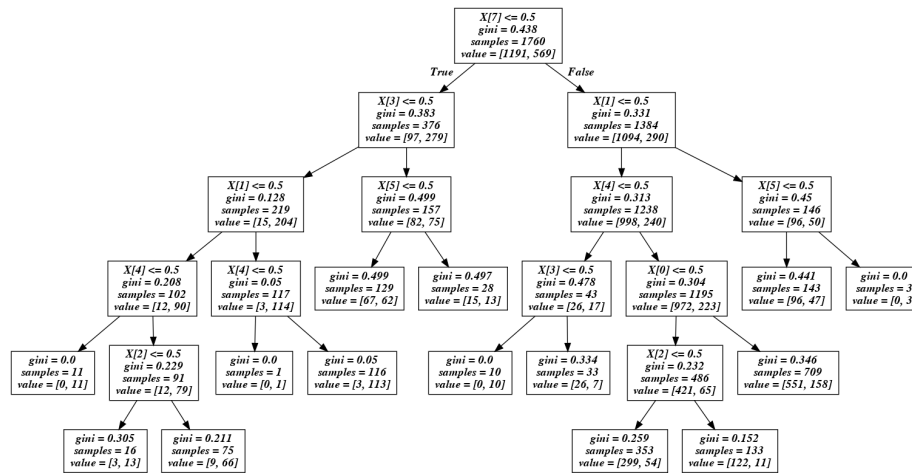 X[7] <= 0.5
gini = 0.438
samples = 1760
value = [1191, 569]
True
False
X[3] <= 0.5
gini = 0.383
samples = 376
value = [97, 279]
X[1] <= 0.5
gini = 0.331
samples = 1384
value = [1094, 290]
X[1] <= 0.5
gini = 0.128
samples = 219
value = [15, 204]
X[5] <= 0.5
gini = 0.499
samples = 157
value = [82, 75]
X[4] <= 0.5
gini = 0.313
samples = 1238
value = [998, 240]
X[5] <= 0.5
gini = 0.45
samples = 146
value = [96, 50]
X[4] <= 0.5
gini = 0.208
samples = 102
value = [12, 90]
X[4] <= 0.5
gini = 0.05
samples = 117
value = [3, 114]
gini = 0.499
samples = 129
value = [67, 62]
gini = 0.497
samples = 28
value = [15, 13]
X[3] <= 0.5
gini = 0.478
samples = 43
value = [26, 17]
X[0] <= 0.5
gini = 0.304
samples = 1195
value = [972, 223]
gini = 0.441
samples = 143
value = [96, 47]
gini = 0.0
samples = 3
value = [0, 3
gini = 0.0
samples = 11
value = [0, 11]
X[2] <= 0.5
gini = 0.229
samples = 91
value = [12, 79]
gini = 0.0
samples = 1
value = [0, 1]
gini = 0.05
samples = 116
value = [3, 113]
gini = 0.0
samples = 10
value = [0, 10]
gini = 0.334
samples = 33
value = [26, 7]
X[2] <= 0.5
gini = 0.232
samples = 486
value = [421, 65]
gini = 0.346
samples = 709
value = [551, 158]
gini = 0.305
samples = 16
value = [3, 13]
gini = 0.211
samples = 75
value = [9, 66]
gini = 0.259
samples = 353
value = [299, 54]
gini = 0.152
samples = 133
value = [122, 11]